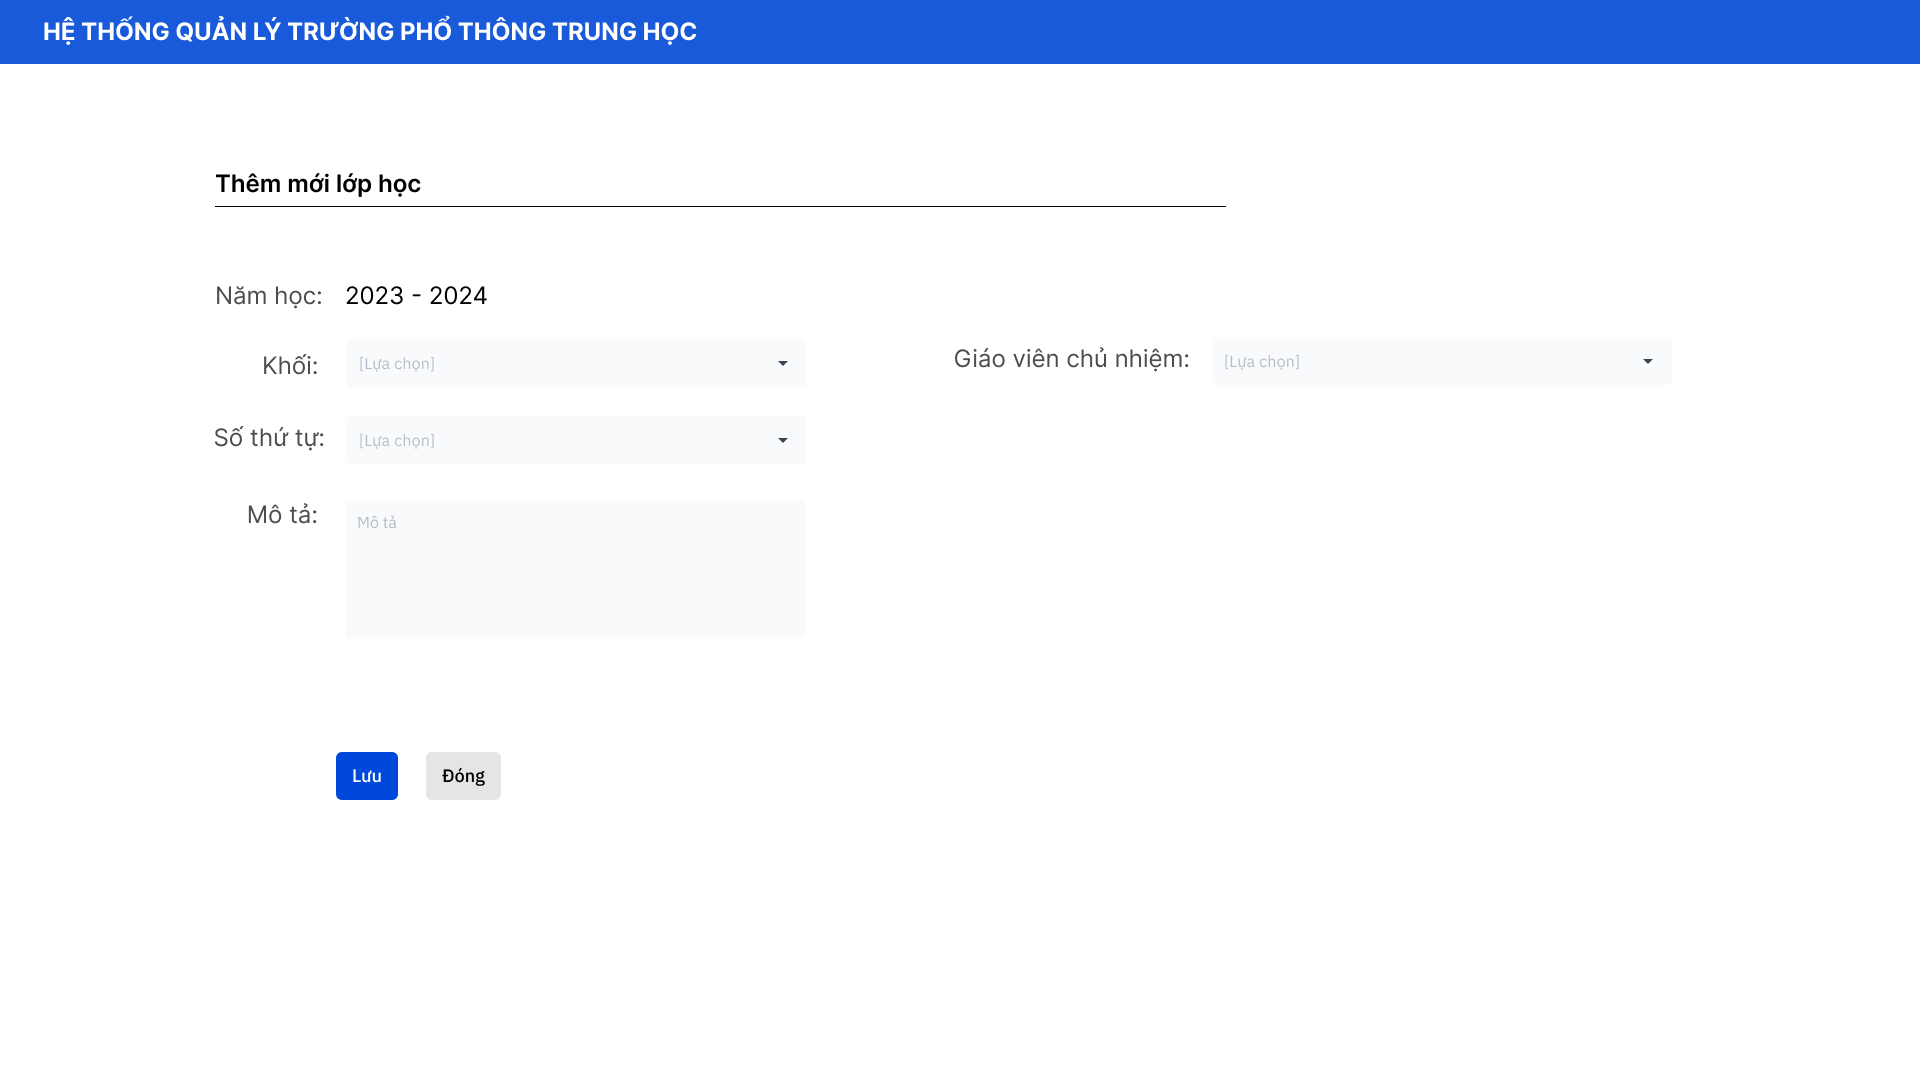 HỆ THỐNG QUẢN LÝ TRƯỜNG PHỔ THÔNG TRUNG HỌC
Thêm mới lớp học
Năm học: 2023 - 2024
Khối: [Lựa chọn]
Giáo viên chủ nhiệm: [Lựa chọn]
Số thứ tự: [Lựa chọn]
Mô tả: Mô tả
Lưu Đóng